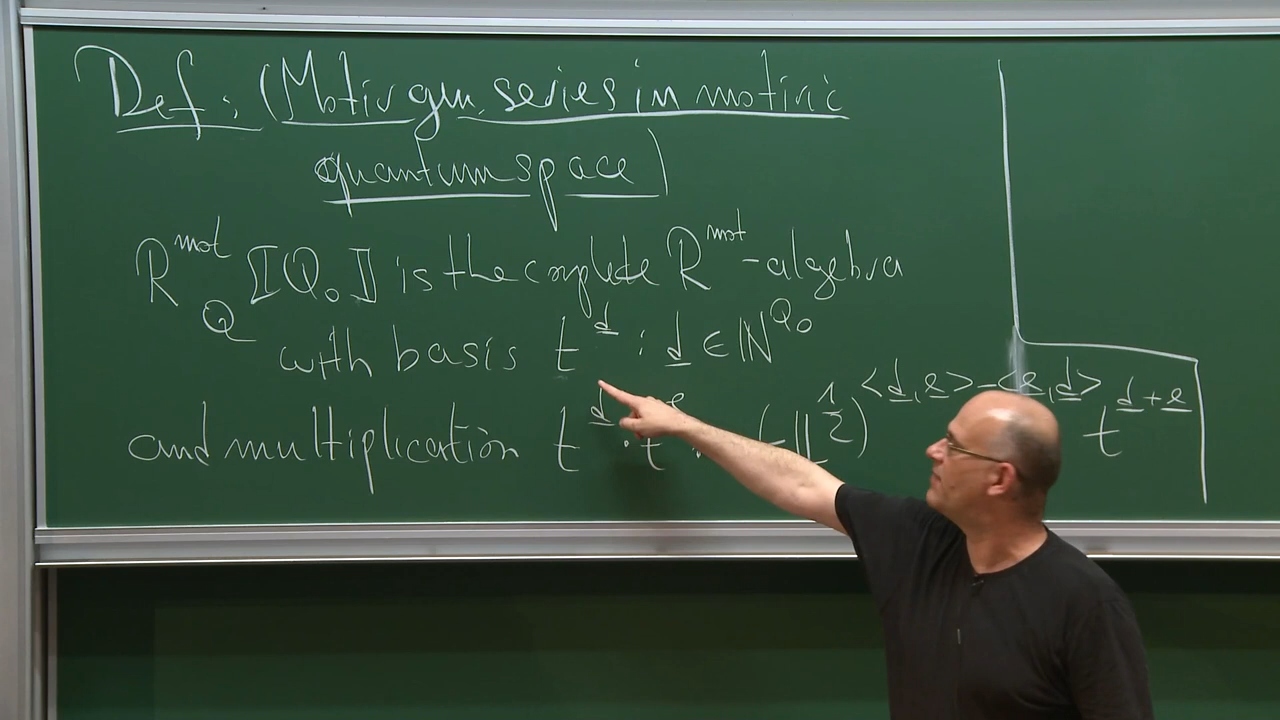 Def: (Motiv gen. series in motivic
quantum space)
R^mot_Q [[Q_0]] is the complete R^mot-algebra
with basis t^d : d ∈ ℕ^{Q_0}
and multiplication t^d · t^e = (-𝕃^{1/2})^{<d,e>-<e,d>} t^{d+e}